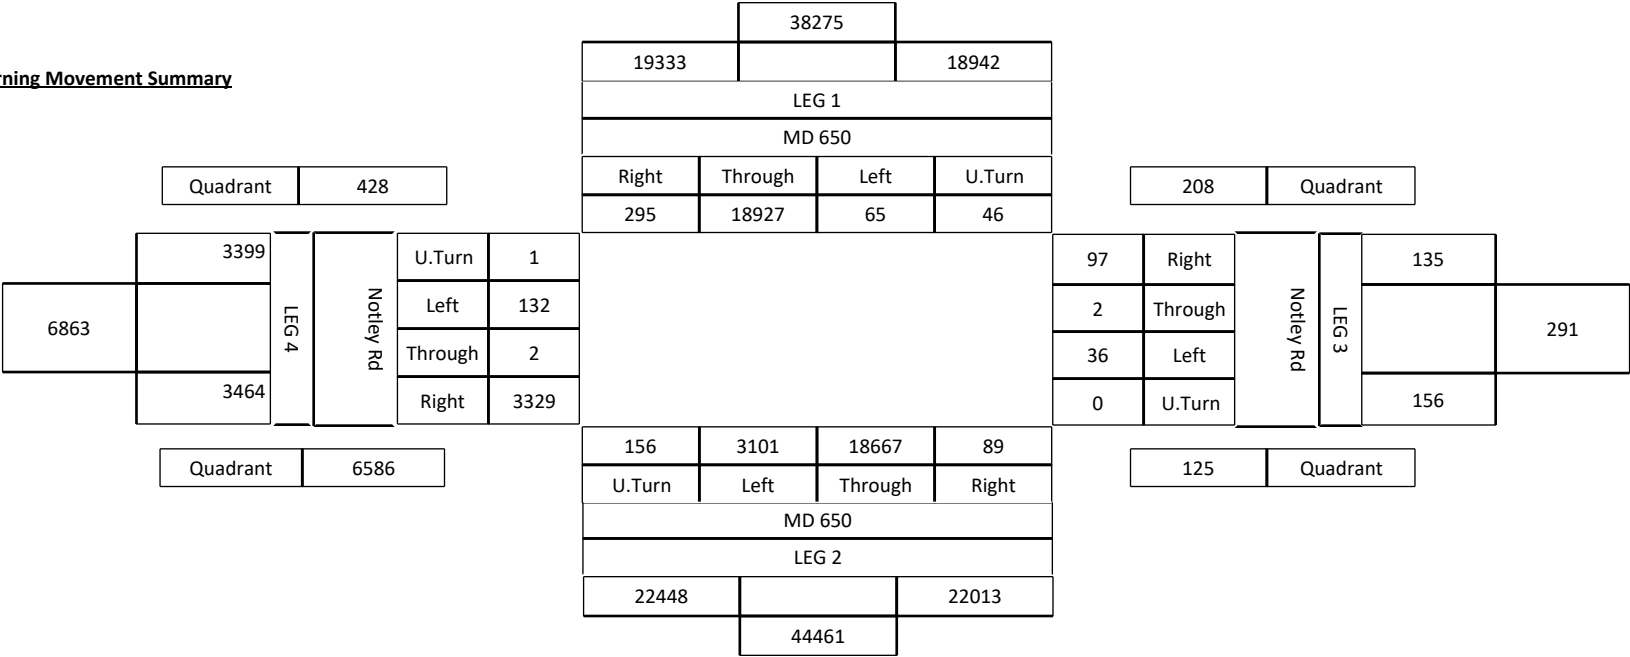 38275
19333 18942
rning Movement Summary
LEG 1
MD 650
Quadrant 428
Right Through Left U.Turn
208 Quadrant
295 18927 65 46
3399 U.Turn 1
97 Right 135
Left 132
2 Through
6863 LEG 4 Notley Rd
Notley Rd LEG 3 291
Through 2
36 Left
3464 Right 3329
0 U.Turn 156
156 3101 18667 89
Quadrant 6586
U.Turn Left Through Right
125 Quadrant
MD 650
LEG 2
22448 22013
44461